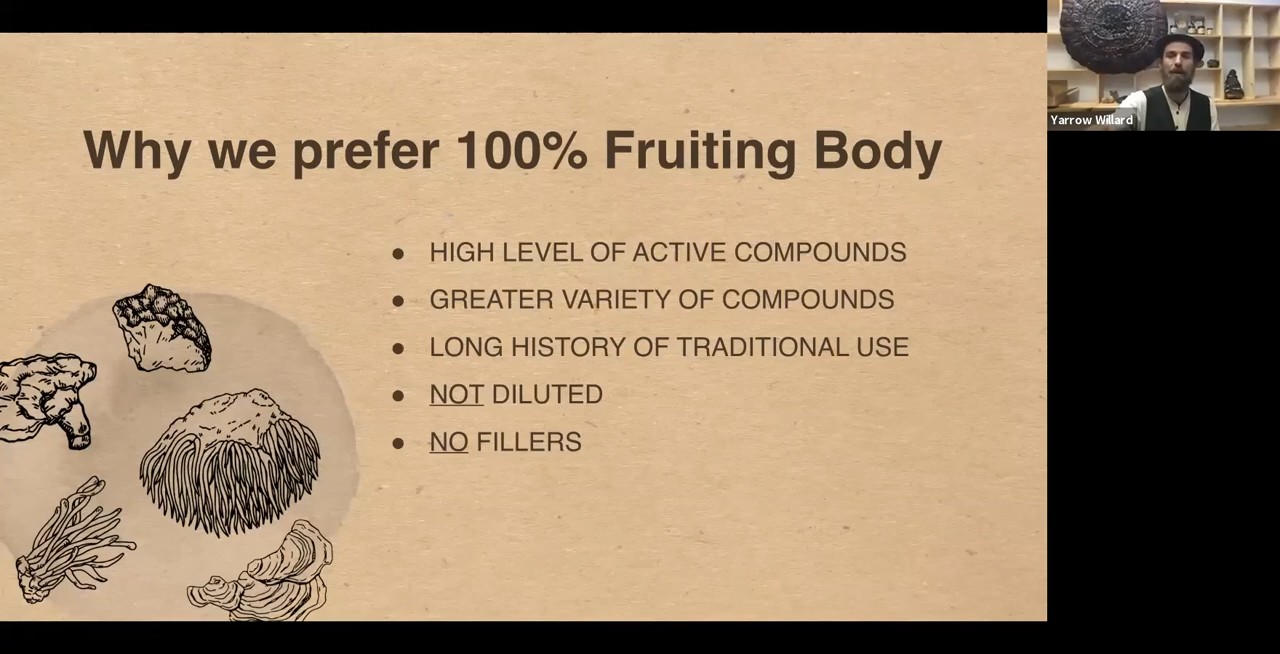 Why we prefer 100% Fruiting Body
● HIGH LEVEL OF ACTIVE COMPOUNDS
● GREATER VARIETY OF COMPOUNDS
● LONG HISTORY OF TRADITIONAL USE
● NOT DILUTED
● NO FILLERS
Yarrow Willard